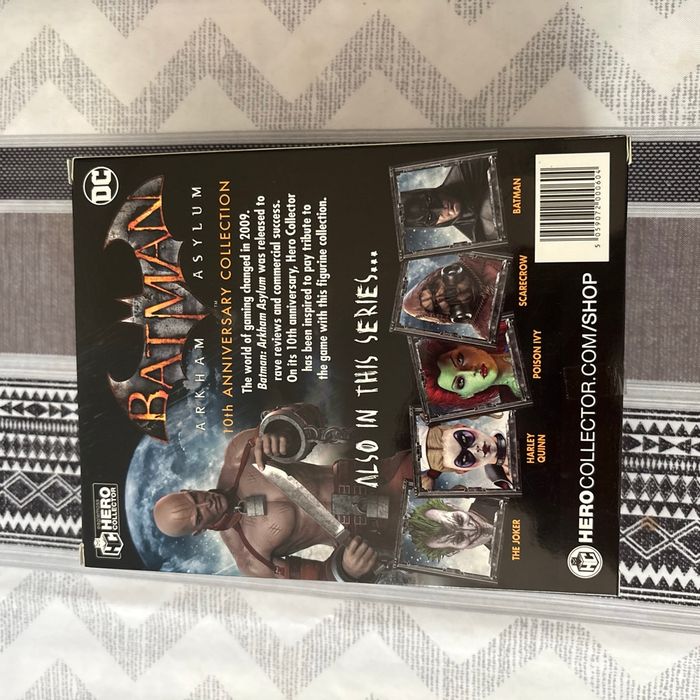 DC
HERO
COLLECTOR
BATMAN
ARKHAM ASYLUM
10th ANNIVERSARY COLLECTION
The world of gaming changed in 2009.
Batman: Arkham Asylum was released to
rave reviews and commercial success.
On its 10th anniversary, Hero Collector
has been inspired to pay tribute to
the game with this figurine collection.
ALSO IN THIS SERIES...
THE JOKER
HARLEY
QUINN
POISON IVY
SCARECROW
BATMAN
HEROCOLLECTOR.COM/SHOP
5 059072 000604